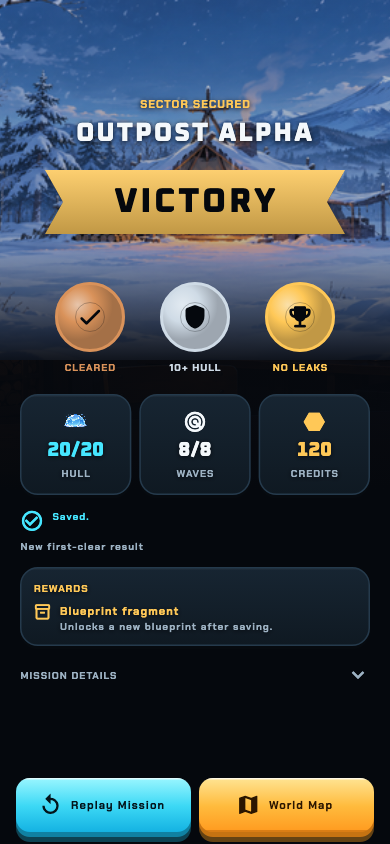 SECTOR SECURED
OUTPOST ALPHA
VICTORY
CLEARED
10+ HULL
NO LEAKS
20/20
8/8
120
HULL
WAVES
CREDITS
Saved.
New first-clear result
REWARDS
Blueprint fragment
Unlocks a new blueprint after saving.
MISSION DETAILS
Replay Mission
World Map